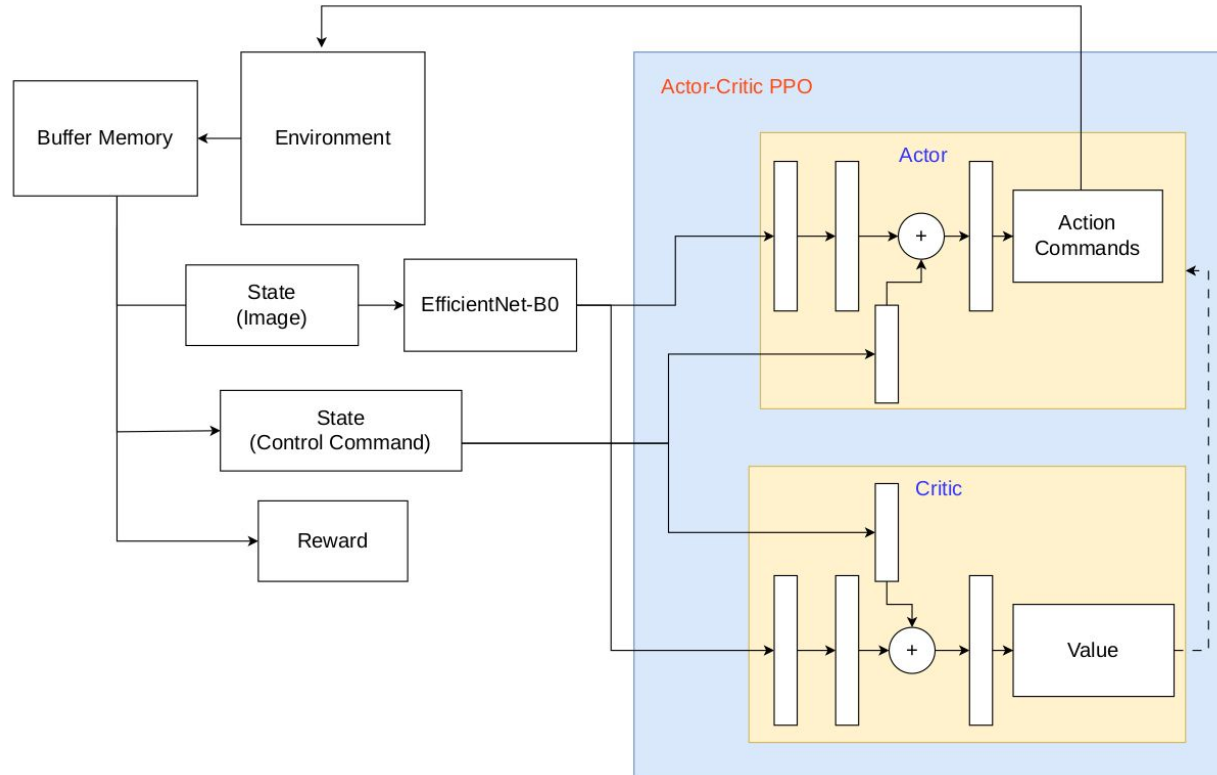 Actor-Critic PPO
Buffer Memory
Environment
Actor
+
Action
Commands
State
(Image)
EfficientNet-B0
State
(Control Command)
Reward
Critic
+
Value